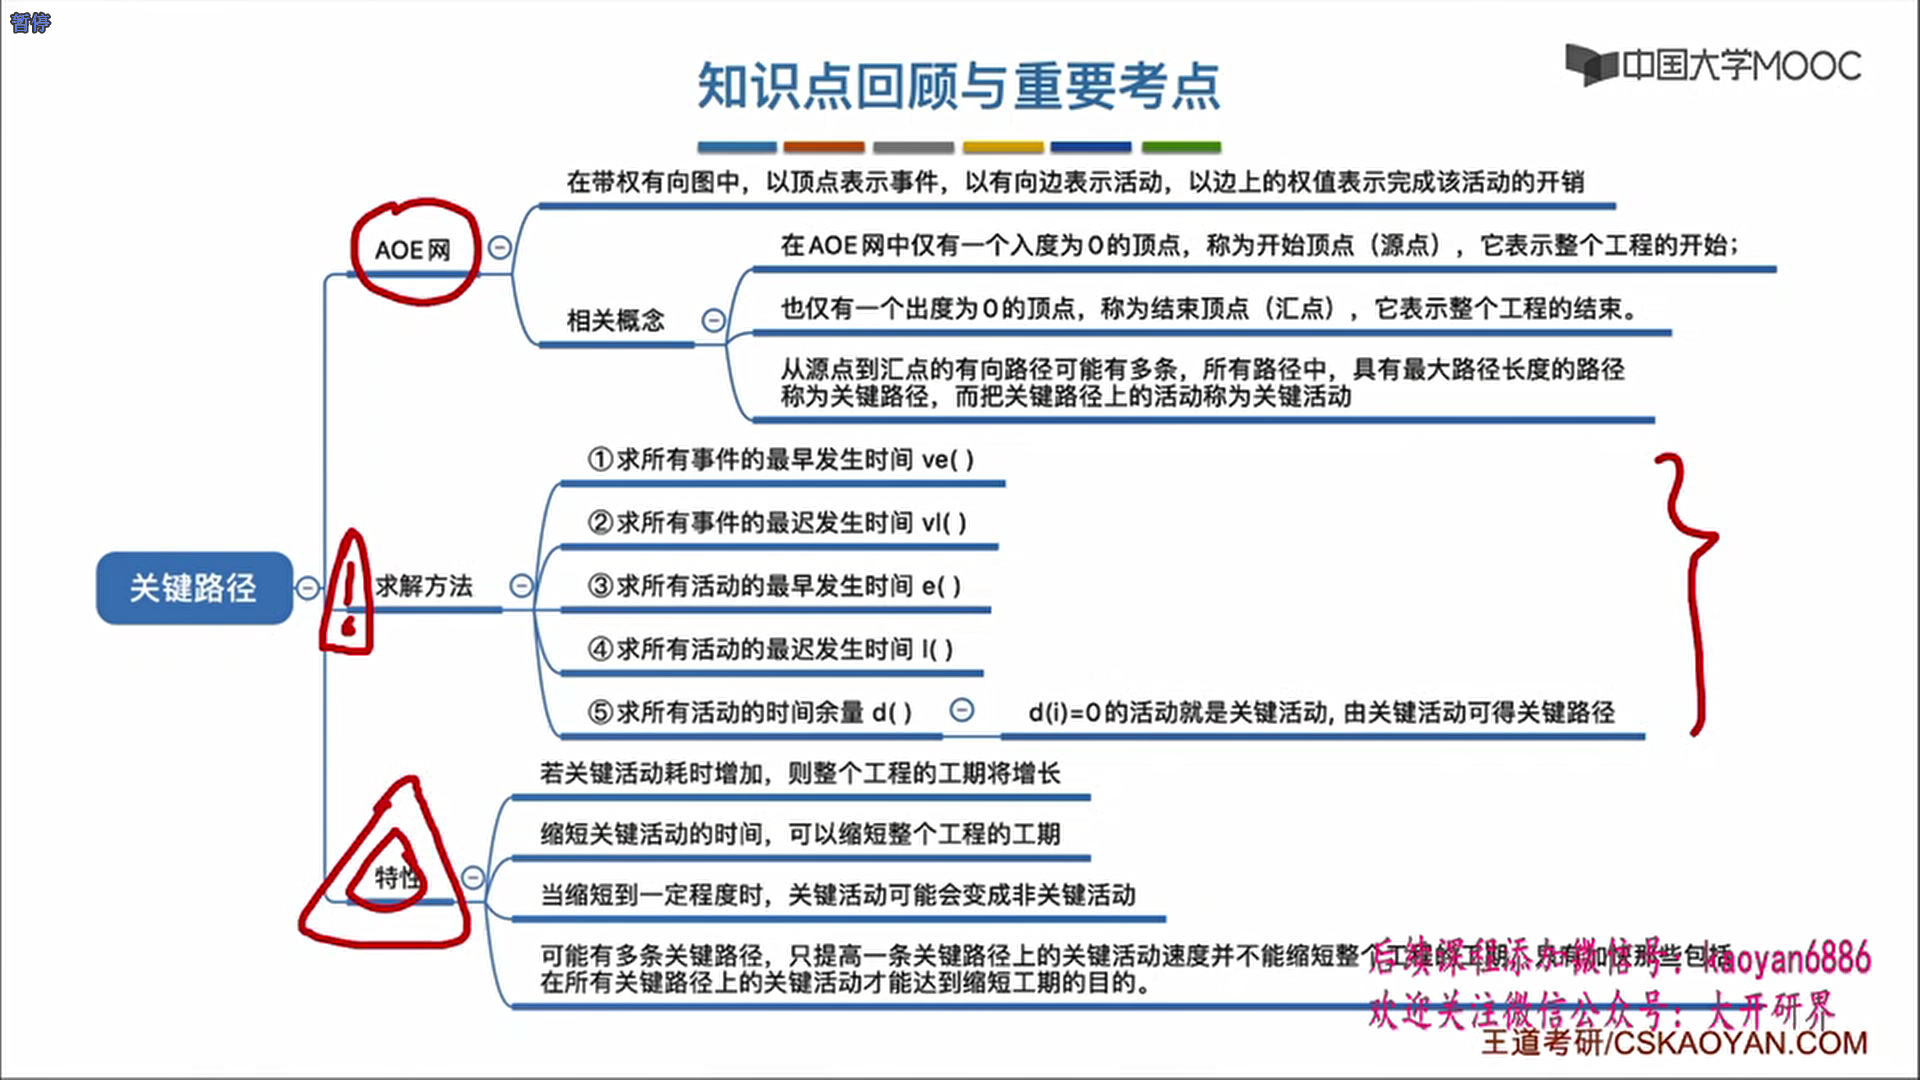 暂停
中国大学MOOC
知识点回顾与重要考点
在带权有向图中，以顶点表示事件，以有向边表示活动，以边上的权值表示完成该活动的开销
AOE网
在AOE网中仅有一个入度为0的顶点，称为开始顶点（源点），它表示整个工程的开始；
相关概念
也仅有一个出度为0的顶点，称为结束顶点（汇点），它表示整个工程的结束。
从源点到汇点的有向路径可能有多条，所有路径中，具有最大路径长度的路径
称为关键路径，而把关键路径上的活动称为关键活动
关键路径
求解方法
①求所有事件的最早发生时间 ve( )
②求所有事件的最迟发生时间 vl( )
③求所有活动的最早发生时间 e( )
④求所有活动的最迟发生时间 l( )
⑤求所有活动的时间余量 d( )
d(i)=0的活动就是关键活动, 由关键活动可得关键路径
特性
若关键活动耗时增加，则整个工程的工期将增长
缩短关键活动的时间，可以缩短整个工程的工期
当缩短到一定程度时，关键活动可能会变成非关键活动
可能有多条关键路径，只提高一条关键路径上的关键活动速度并不能缩短整个工程的工期，只有加快那些包括
在所有关键路径上的关键活动才能达到缩短工期的目的。
后续课程添加微信号：kaoyan6886
欢迎关注微信公众号：大开研界
王道考研/CSKAOYAN.COM